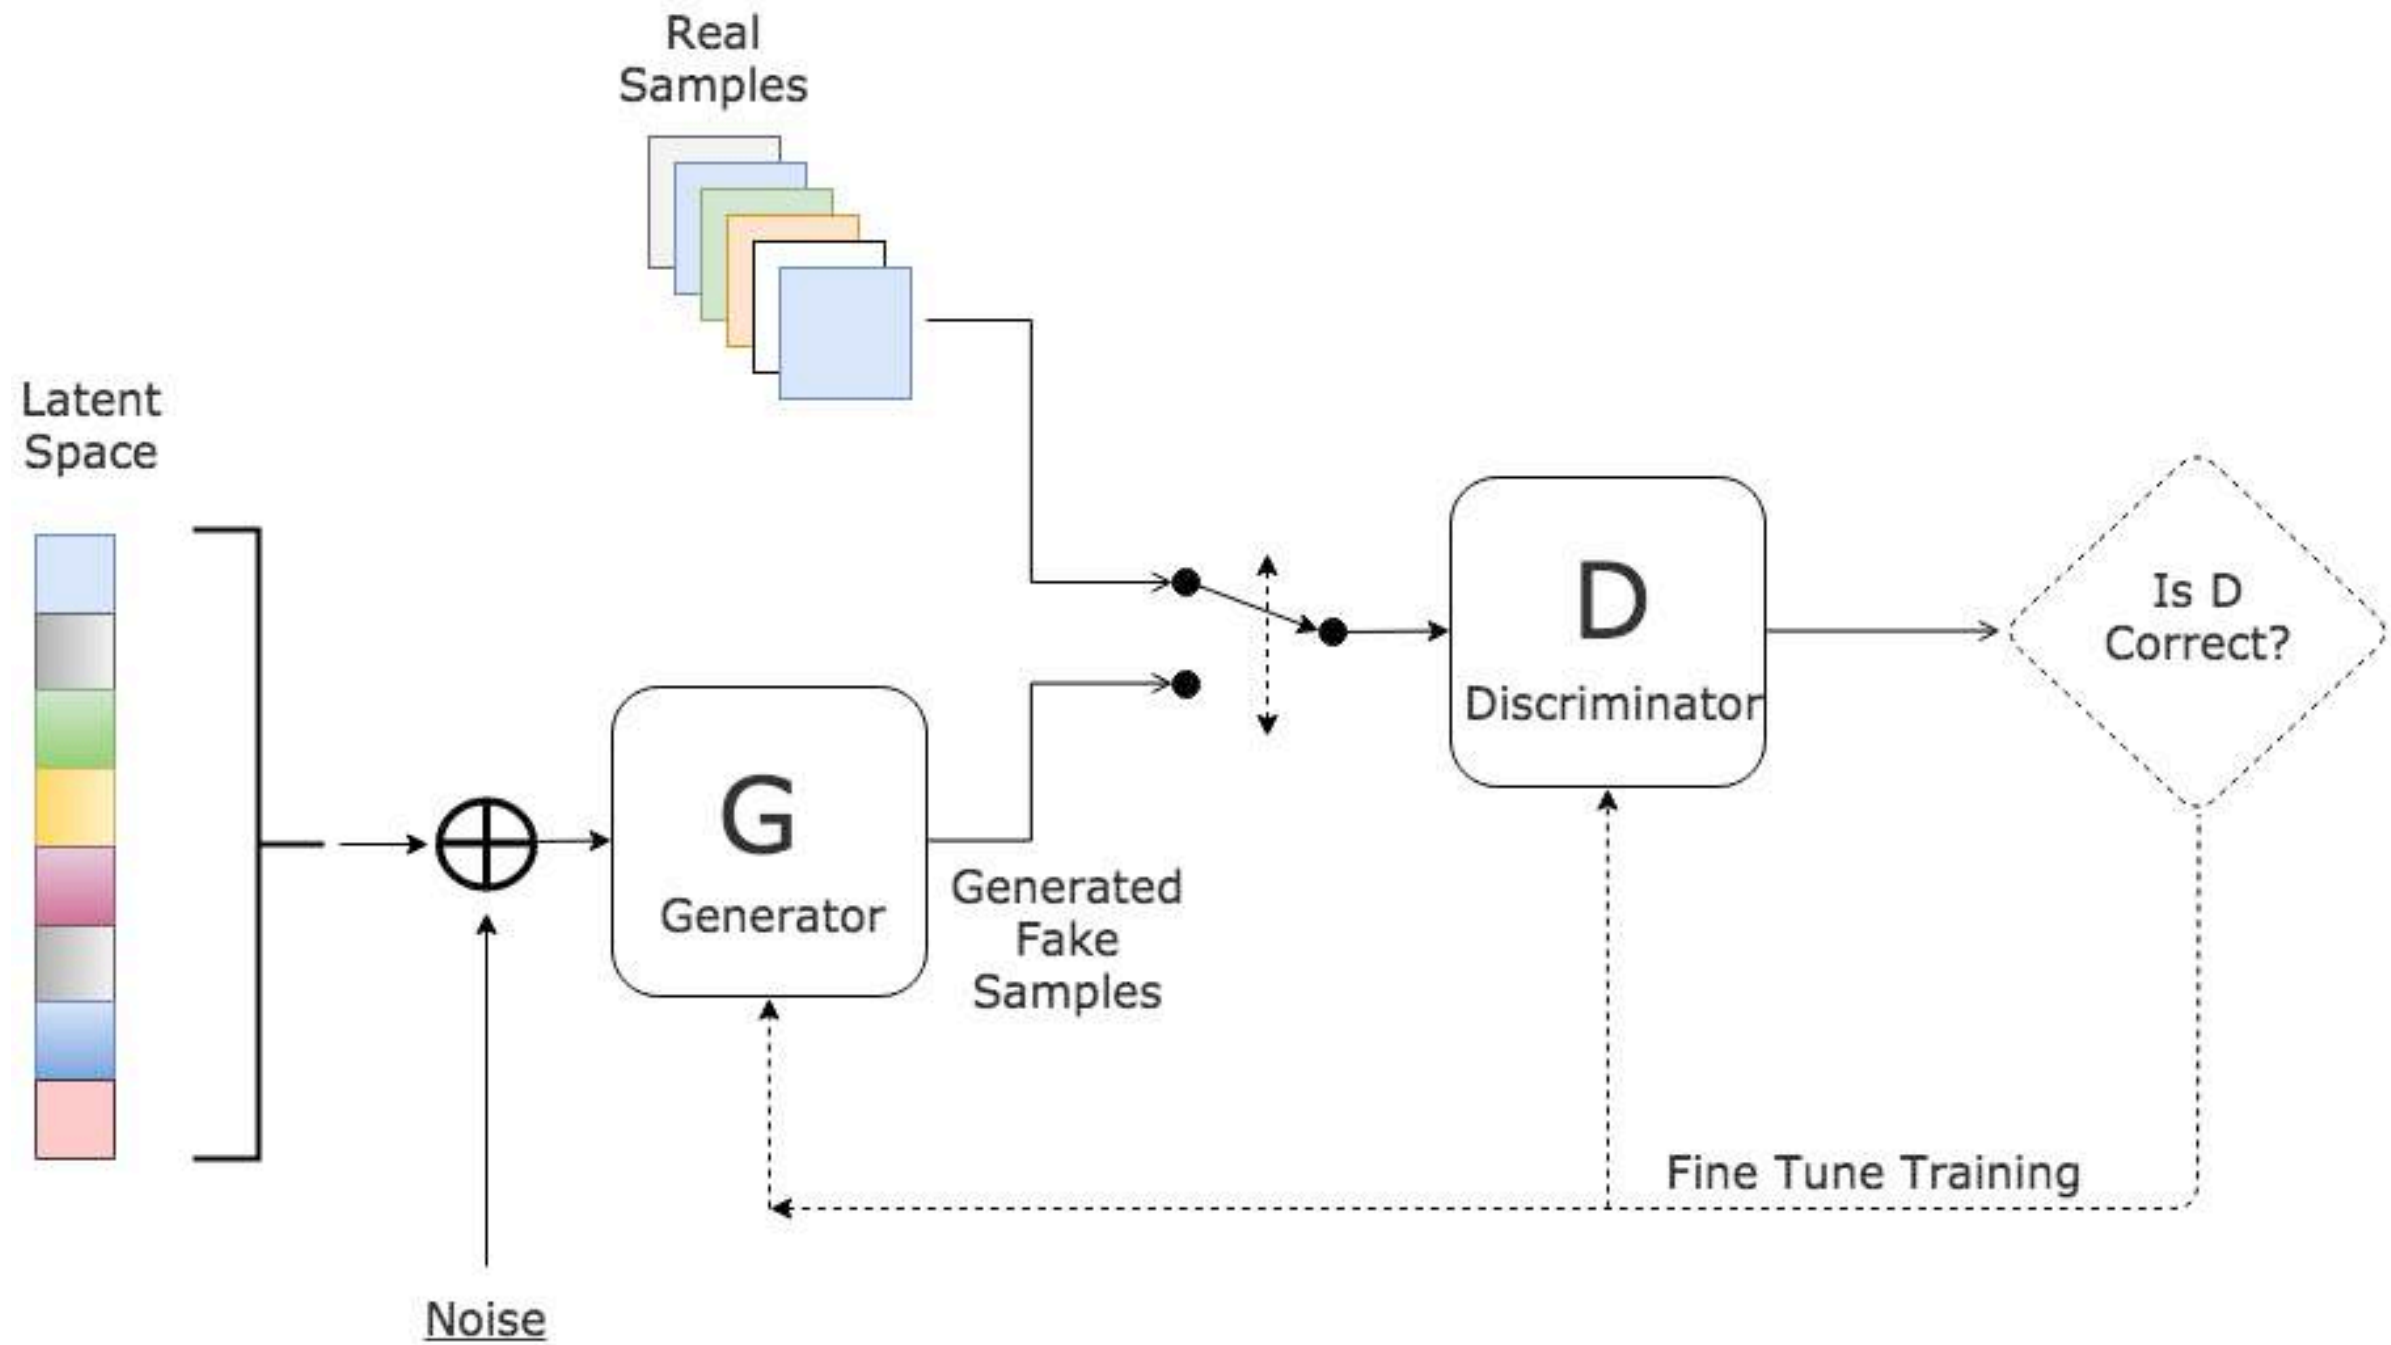 Real
Samples
Latent
Space
D
Discriminator
Is D
Correct?
G
Generator
Generated
Fake
Samples
Fine Tune Training
Noise